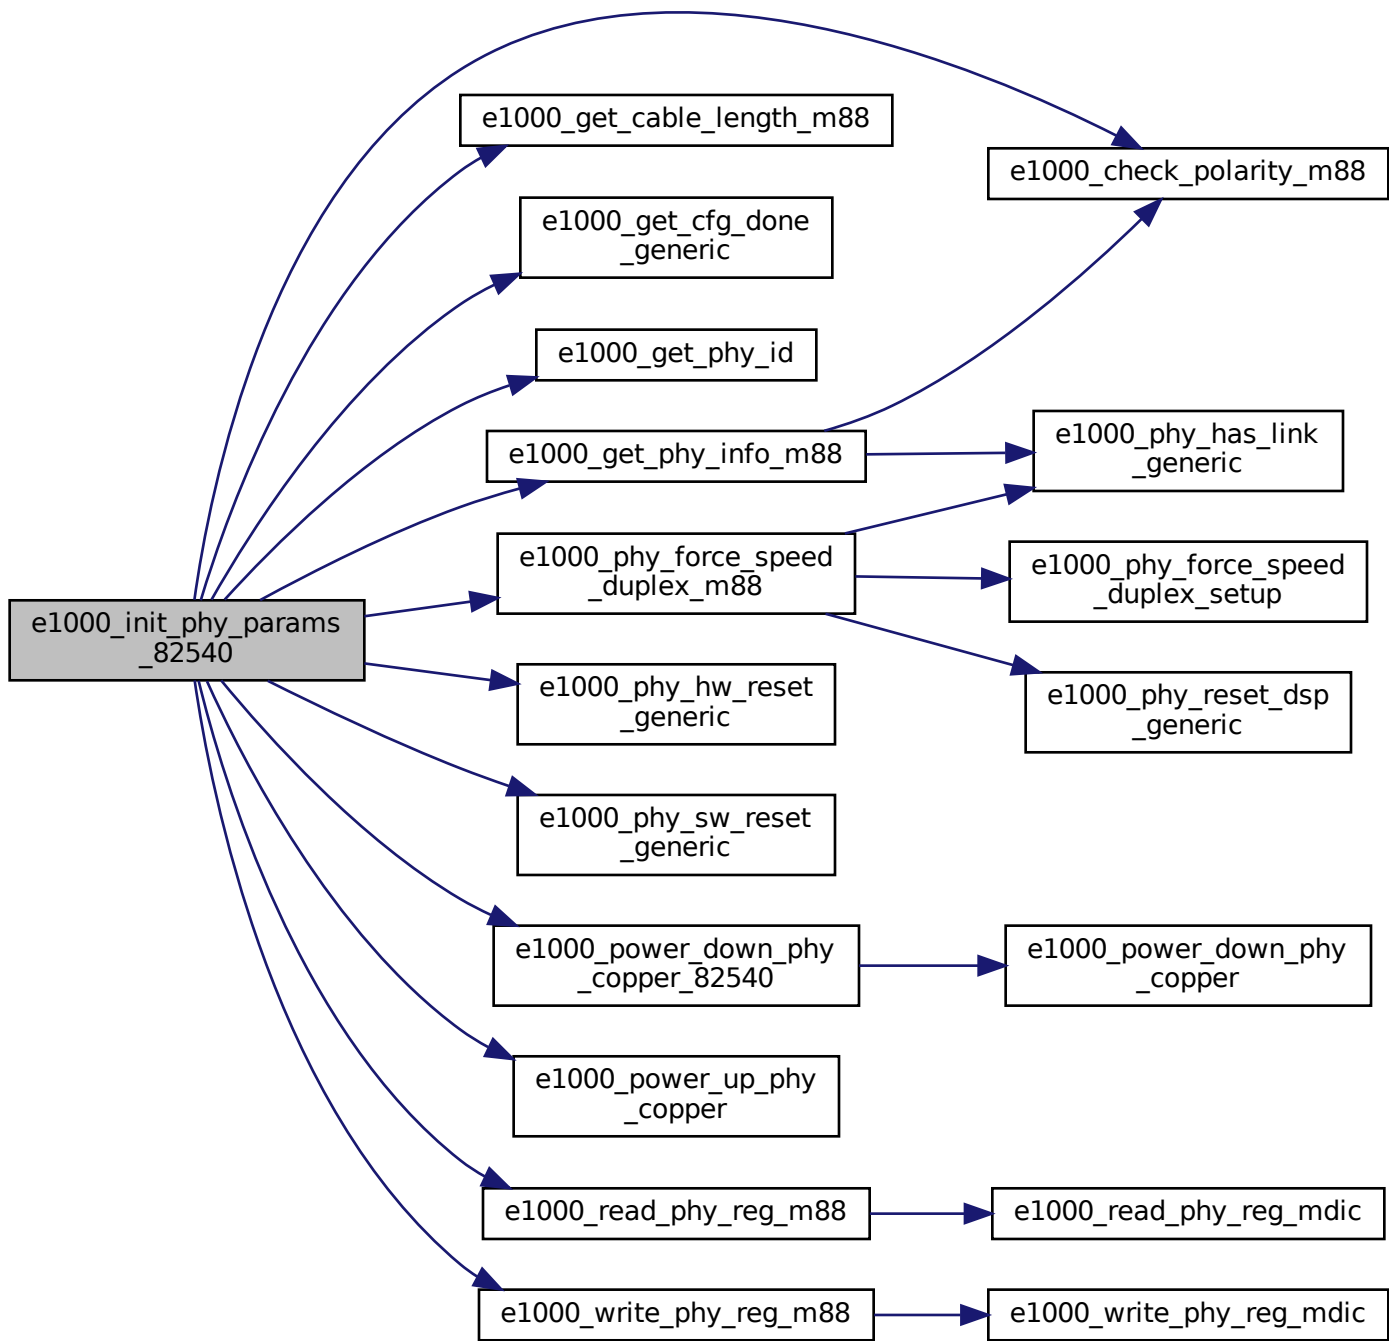 e1000_get_cable_length_m88
e1000_check_polarity_m88
e1000_get_cfg_done
_generic
e1000_get_phy_id
e1000_get_phy_info_m88
e1000_phy_has_link
_generic
e1000_phy_force_speed
_duplex_m88
e1000_phy_force_speed
_duplex_setup
e1000_init_phy_params
_82540
e1000_phy_hw_reset
_generic
e1000_phy_reset_dsp
_generic
e1000_phy_sw_reset
_generic
e1000_power_down_phy
_copper_82540
e1000_power_down_phy
_copper
e1000_power_up_phy
_copper
e1000_read_phy_reg_m88
e1000_read_phy_reg_mdic
e1000_write_phy_reg_m88
e1000_write_phy_reg_mdic